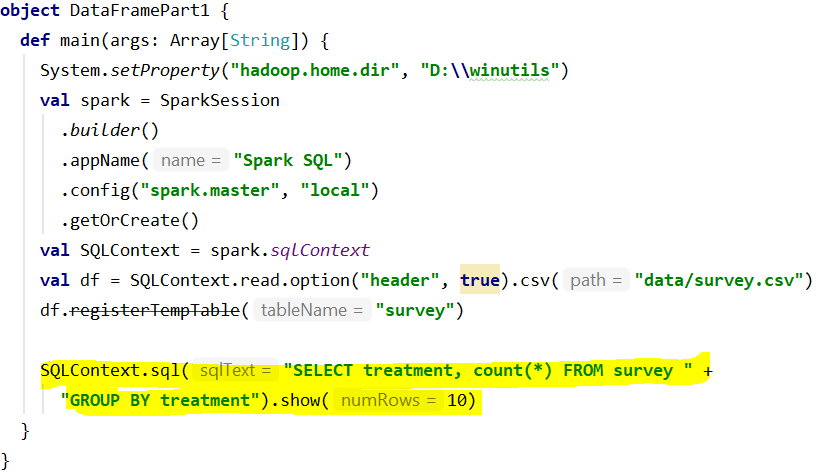 object DataFramePart1 {
def main(args: Array[String]) {
System.setProperty("hadoop.home.dir", "D:\\winutils")
val spark = SparkSession
.builder()
.appName( name = "Spark SQL")
.config("spark.master", "local")
.getOrCreate()
val SQLContext = spark.sqlContext
val df = SQLContext.read.option("header", true).csv( path = "data/survey.csv")
df.registerTempTable( tableName = "survey")
SQLContext.sql( sqlText = "SELECT treatment, count(*) FROM survey " +
"GROUP BY treatment").show( numRows = 10)
}
}